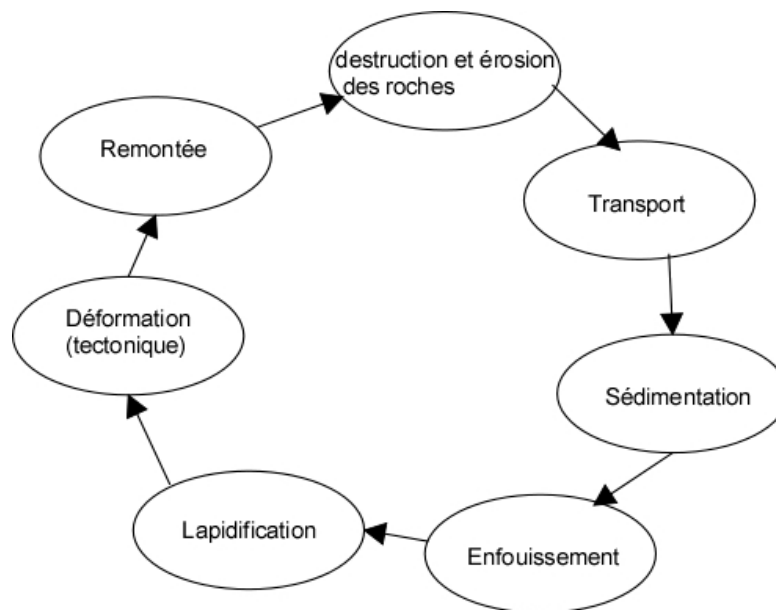 destruction et érosion
des roches
Transport
Sédimentation
Enfouissement
Lapidification
Déformation
(tectonique)
Remontée